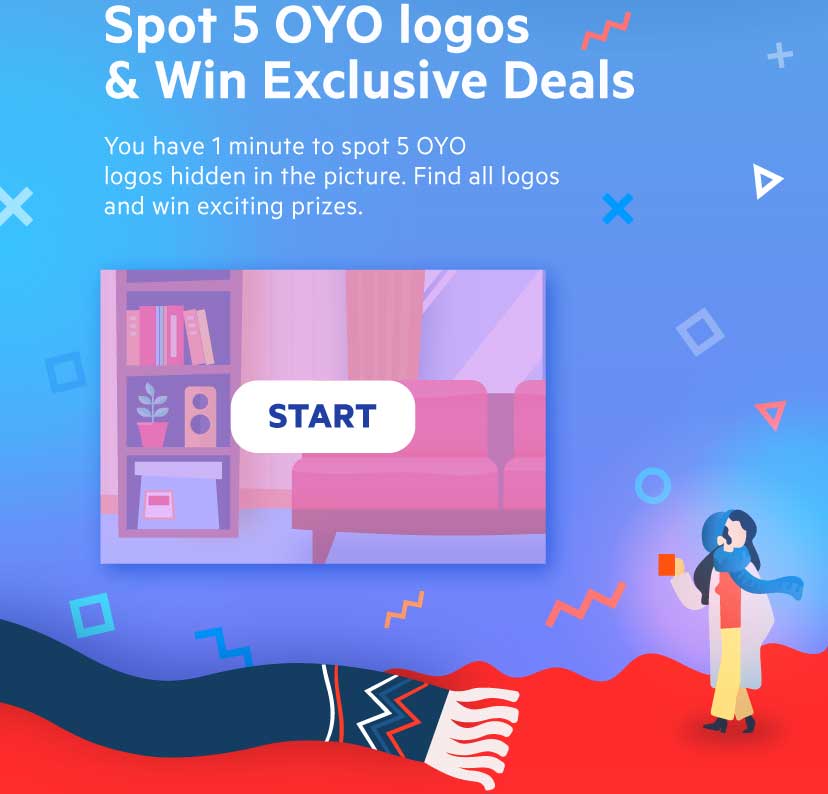 Spot 5 OYO logos
& Win Exclusive Deals
You have 1 minute to spot 5 OYO
logos hidden in the picture. Find all logos
and win exciting prizes.
START